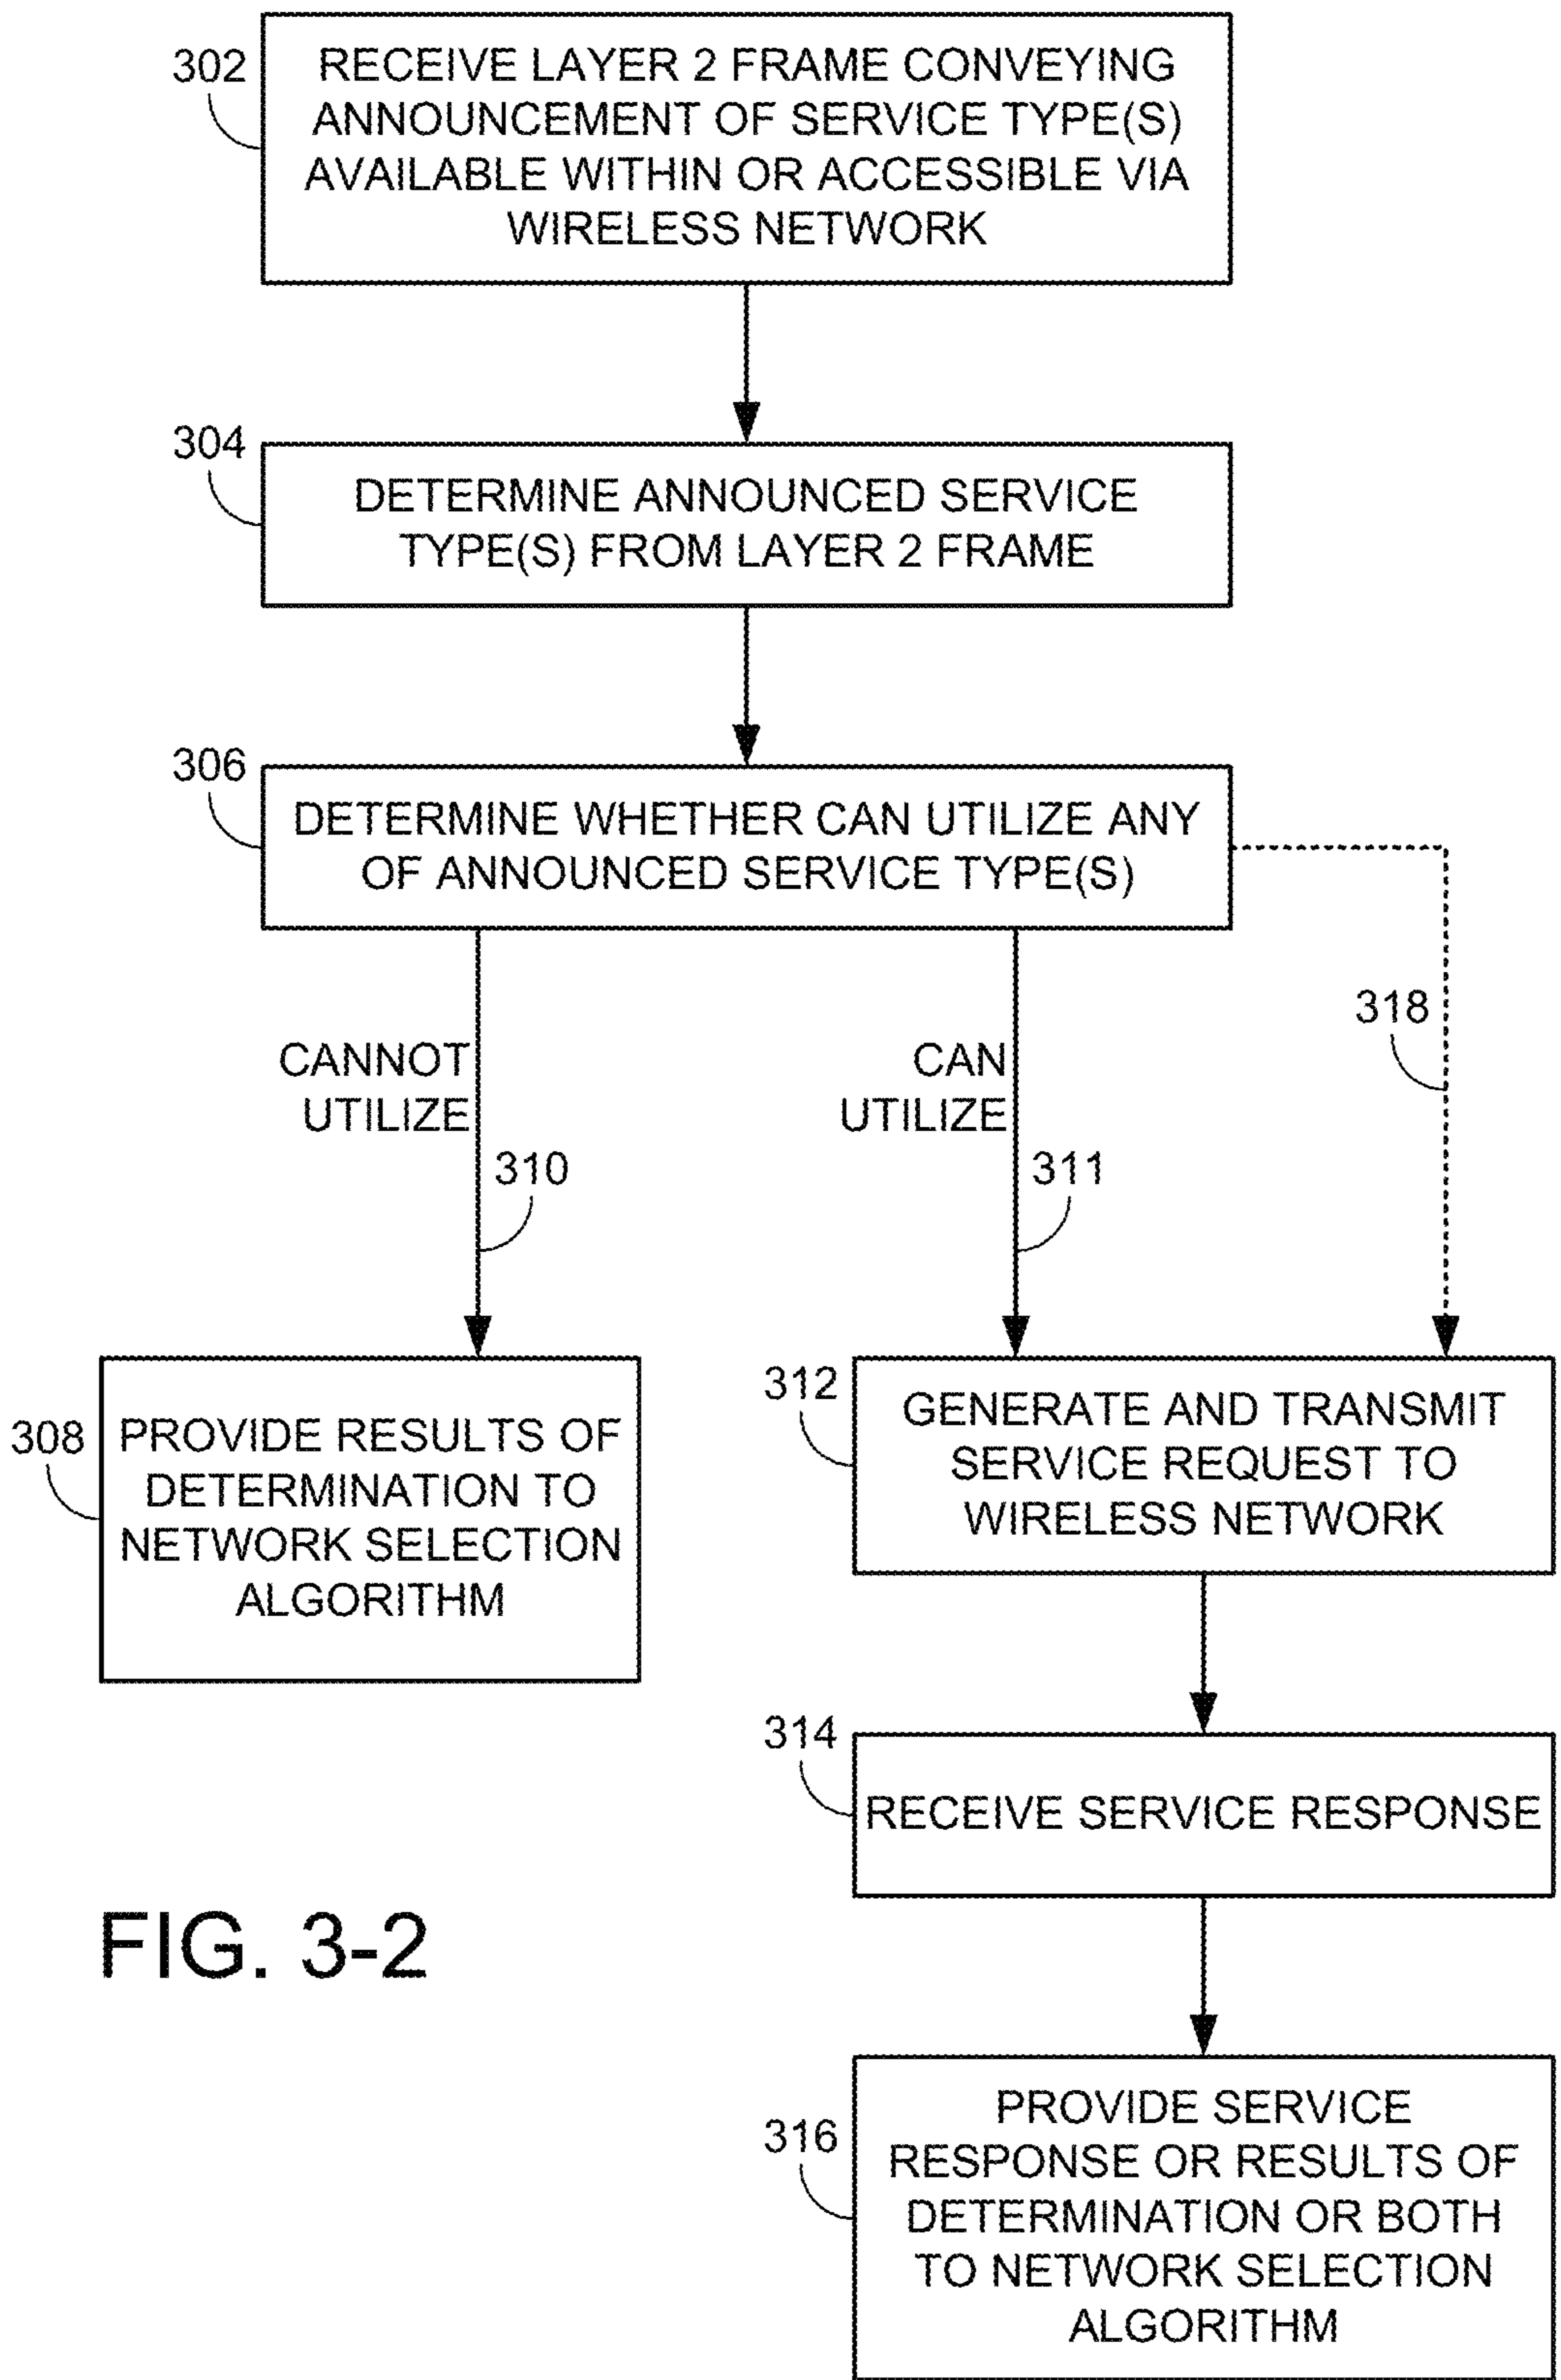 302
RECEIVE LAYER 2 FRAME CONVEYING
ANNOUNCEMENT OF SERVICE TYPE(S)
AVAILABLE WITHIN OR ACCESSIBLE VIA
WIRELESS NETWORK
304
DETERMINE ANNOUNCED SERVICE
TYPE(S) FROM LAYER 2 FRAME
306
DETERMINE WHETHER CAN UTILIZE ANY
OF ANNOUNCED SERVICE TYPE(S)
CANNOT
UTILIZE
310
CAN
UTILIZE
311
318
308
PROVIDE RESULTS OF
DETERMINATION TO
NETWORK SELECTION
ALGORITHM
312
GENERATE AND TRANSMIT
SERVICE REQUEST TO
WIRELESS NETWORK
314
RECEIVE SERVICE RESPONSE
316
PROVIDE SERVICE
RESPONSE OR RESULTS OF
DETERMINATION OR BOTH
TO NETWORK SELECTION
ALGORITHM
FIG. 3-2